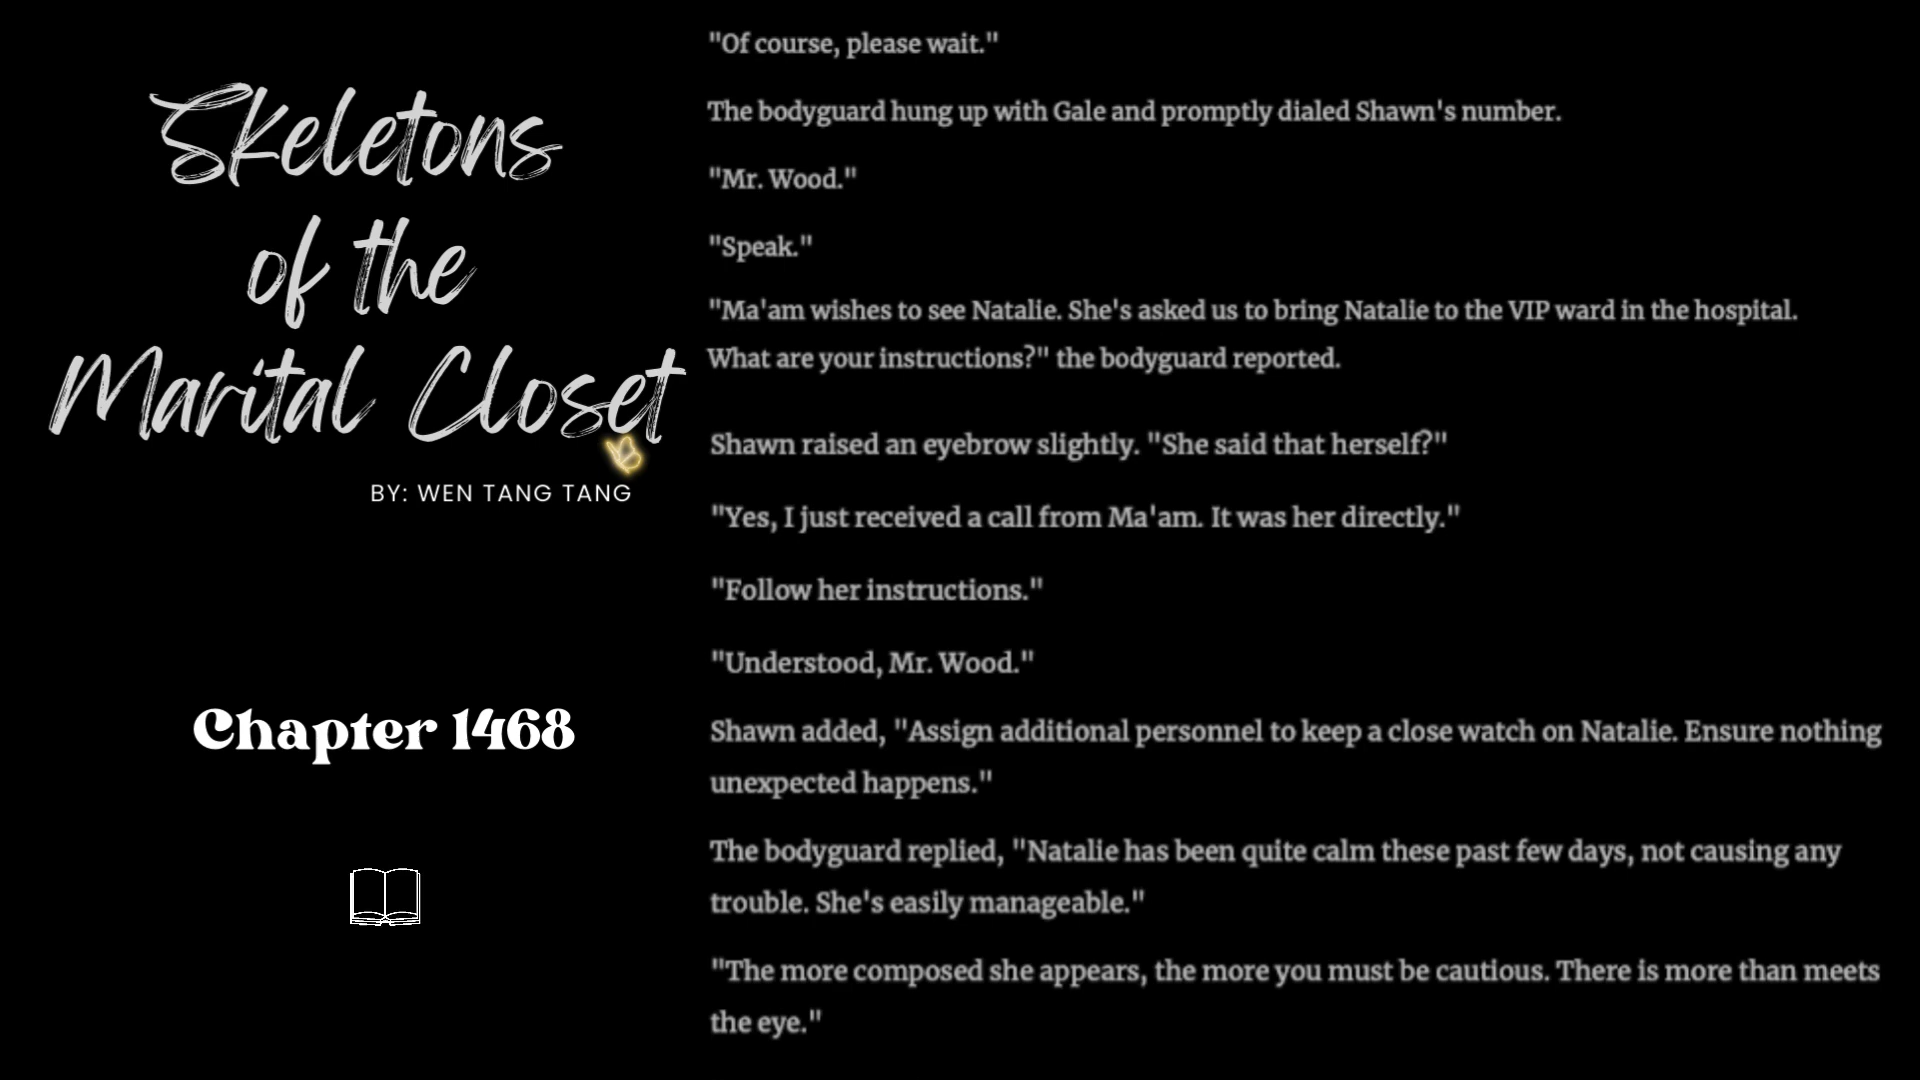 Skeletons
of the
Marital Closet
BY: WEN TANG TANG
Chapter 1468
"Of course, please wait."
The bodyguard hung up with Gale and promptly dialed Shawn's number.
"Mr. Wood."
"Speak."
"Ma'am wishes to see Natalie. She's asked us to bring Natalie to the VIP ward in the hospital.
What are your instructions?" the bodyguard reported.
Shawn raised an eyebrow slightly. "She said that herself?"
"Yes, I just received a call from Ma'am. It was her directly."
"Follow her instructions."
"Understood, Mr. Wood."
Shawn added, "Assign additional personnel to keep a close watch on Natalie. Ensure nothing
unexpected happens."
The bodyguard replied, "Natalie has been quite calm these past few days, not causing any
trouble. She's easily manageable."
"The more composed she appears, the more you must be cautious. There is more than meets
the eye."